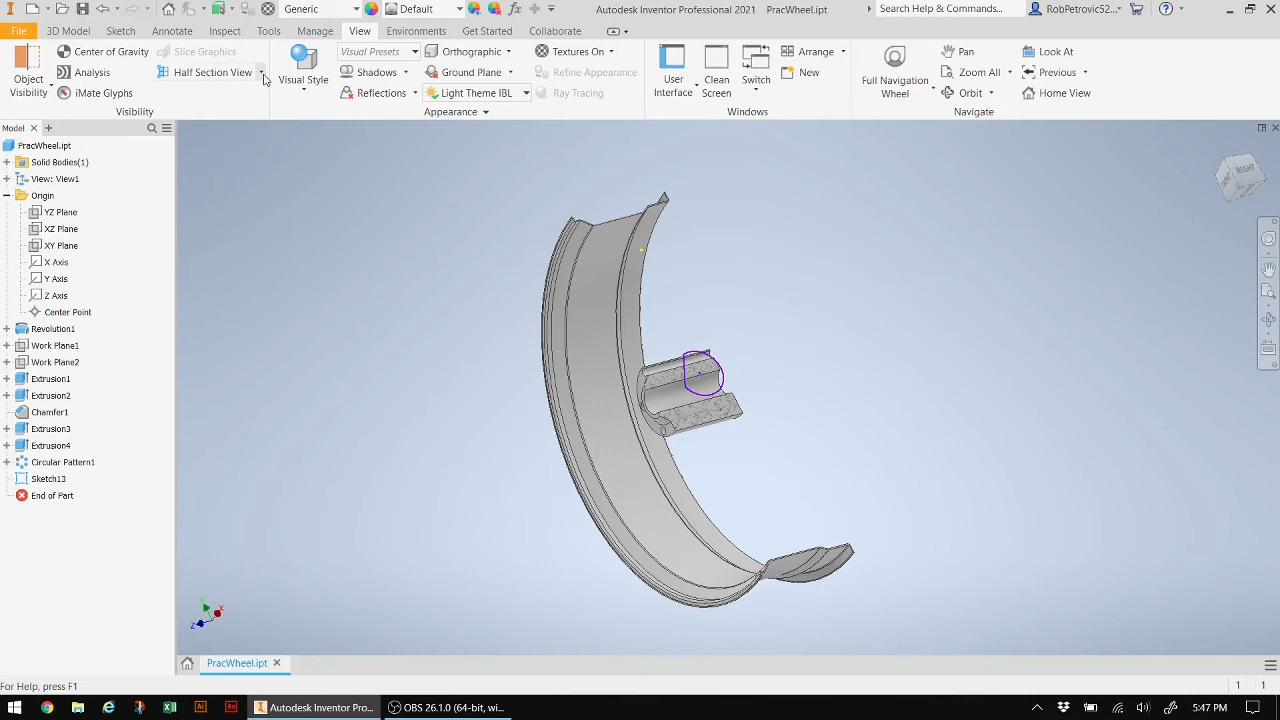 Generic
Default
Autodesk Inventor Professional 2021
PracWheel.ipt
Search Help & Commands...
Robbetrovic52...
File
3D Model
Sketch
Annotate
Inspect
Tools
Manage
View
Environments
Get Started
Collaborate
Object
Visibility
Center of Gravity
Analysis
iMate Glyphs
Slice Graphics
Half Section View
Visibility
Visual Style
Visual Presets
Shadows
Reflections
Orthographic
Ground Plane
Light Theme IBL
Textures On
Refine Appearance
Ray Tracing
Appearance
User
Interface
Clean
Screen
Switch
Arrange
New
Windows
Full Navigation
Wheel
Pan
Zoom All
Orbit
Look At
Previous
Home View
Navigate
Model
PracWheel.ipt
Solid Bodies(1)
View: View1
Origin
YZ Plane
XZ Plane
XY Plane
X Axis
Y Axis
Z Axis
Center Point
Revolution1
Work Plane1
Work Plane2
Extrusion1
Extrusion2
Chamfer1
Extrusion3
Extrusion4
Circular Pattern1
Sketch13
End of Part
RIGHT
Y
X
Z
PracWheel.ipt
For Help, press F1
1
1
Autodesk Inventor Pro...
OBS 26.1.0 (64-bit, wi...
5:47 PM